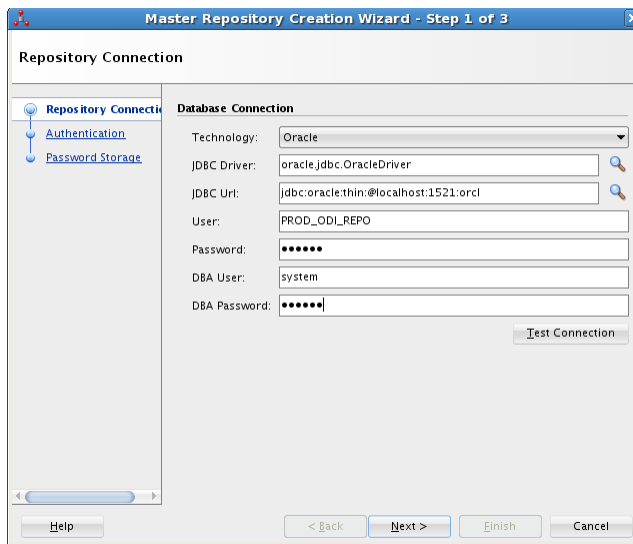 Master Repository Creation Wizard - Step 1 of 3
Repository Connection
Repository Connecti
Authentication
Password Storage
Database Connection
Technology: Oracle
JDBC Driver: oracle.jdbc.OracleDriver
JDBC Url: jdbc:oracle:thin:@localhost:1521:orcl
User: PROD_ODI_REPO
Password: ●●●●●●
DBA User: system
DBA Password: ●●●●●●
Test Connection
Help < Back Next > Finish Cancel